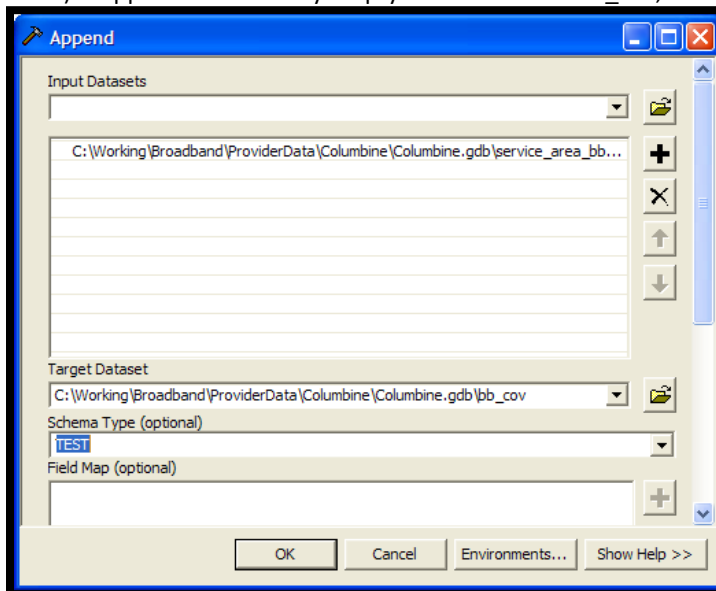 Append
Input Datasets
C:\Working\Broadband\ProviderData\Columbine\Columbine.gdb\service_area_bb...
Target Dataset
C:\Working\Broadband\ProviderData\Columbine\Columbine.gdb\bb_cov
Schema Type (optional)
TEST
Field Map (optional)
OK Cancel Environments... Show Help >>